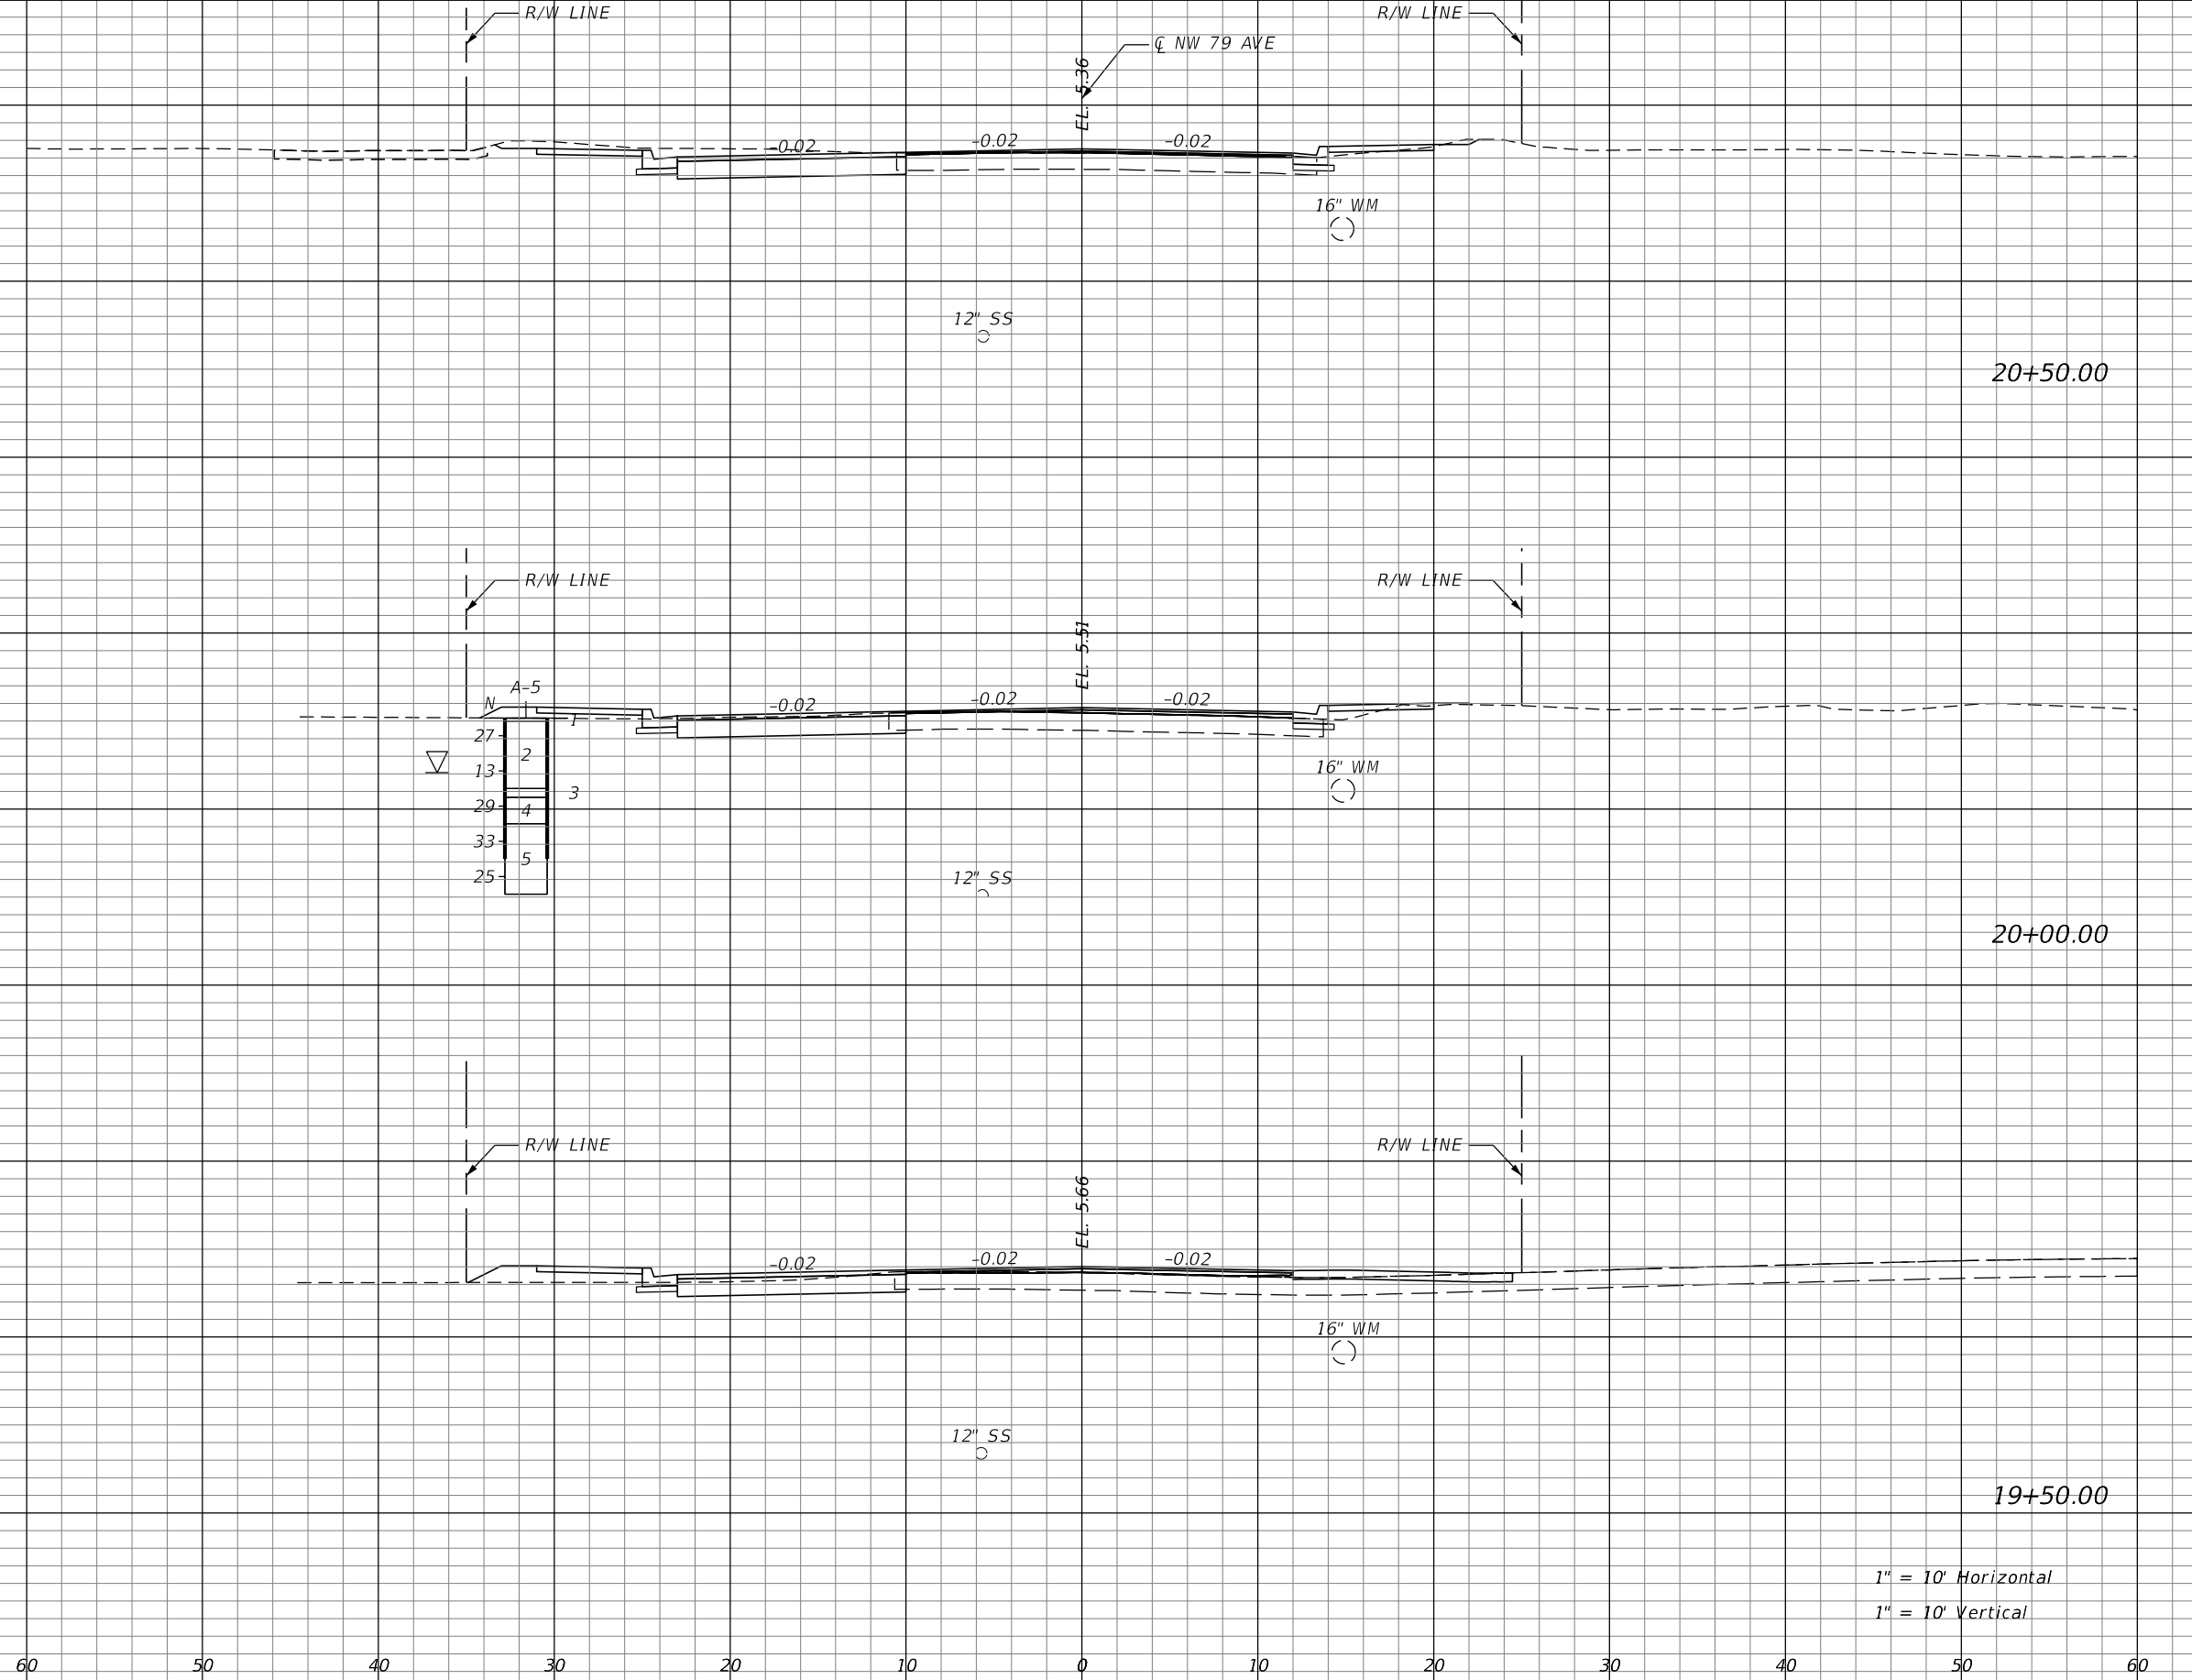 R/W LINE
R/W LINE
℄ NW 79 AVE
EL. 5.36
-0.02
-0.02
-0.02
16" WM
12" SS
20+50.00
R/W LINE
R/W LINE
EL. 5.51
A-5
N
-0.02
-0.02
-0.02
1
27
2
13
3
29
4
33
5
25
16" WM
12" SS
20+00.00
R/W LINE
R/W LINE
EL. 5.66
-0.02
-0.02
-0.02
16" WM
12" SS
19+50.00
1" = 10' Horizontal
1" = 10' Vertical
60 50 40 30 20 10 0 10 20 30 40 50 60